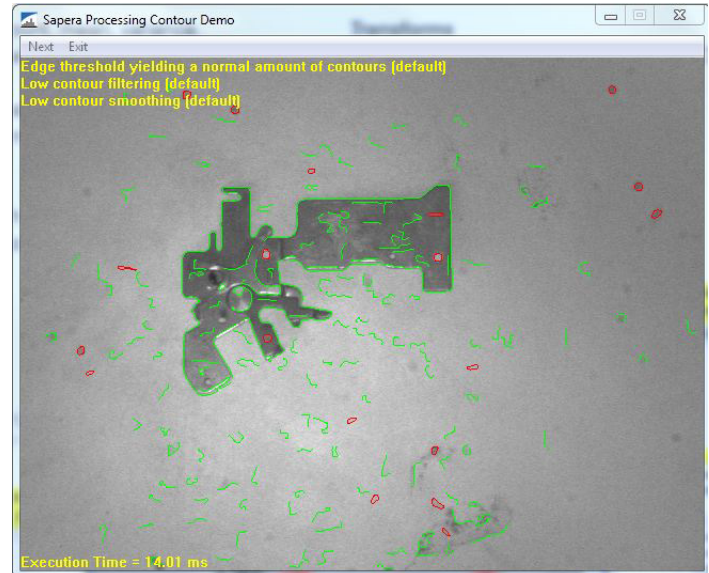 Transforms
Sapera Processing Contour Demo
Next Exit
Edge threshold yielding a normal amount of contours (default)
Low contour filtering (default)
Low contour smoothing (default)
Execution Time = 14.01 ms